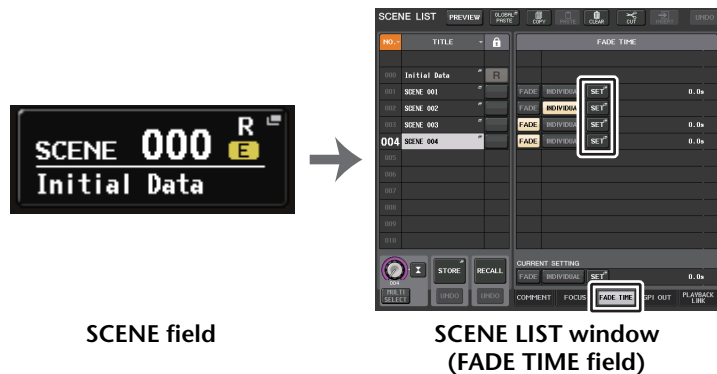 SCENE LIST PREVIEW GLOBAL PASTE COPY PASTE CLEAR CUT INSERT UNDO
NO. TITLE FADE TIME
000 Initial Data R
001 SCENE 001 FADE INDIVIDUAL SET 0.0s
002 SCENE 002 FADE INDIVIDUAL SET
003 SCENE 003 FADE INDIVIDUAL SET 0.0s
004 SCENE 004 FADE INDIVIDUAL SET 0.0s
005
006
007
008
009
010
SCENE 000 R E
Initial Data
CURRENT SETTING
004 STORE RECALL FADE INDIVIDUAL SET 0.0s
MULTI SELECT UNDO UNDO COMMENT FOCUS FADE TIME GPI OUT PLAYBACK LINK
SCENE field
SCENE LIST window
(FADE TIME field)